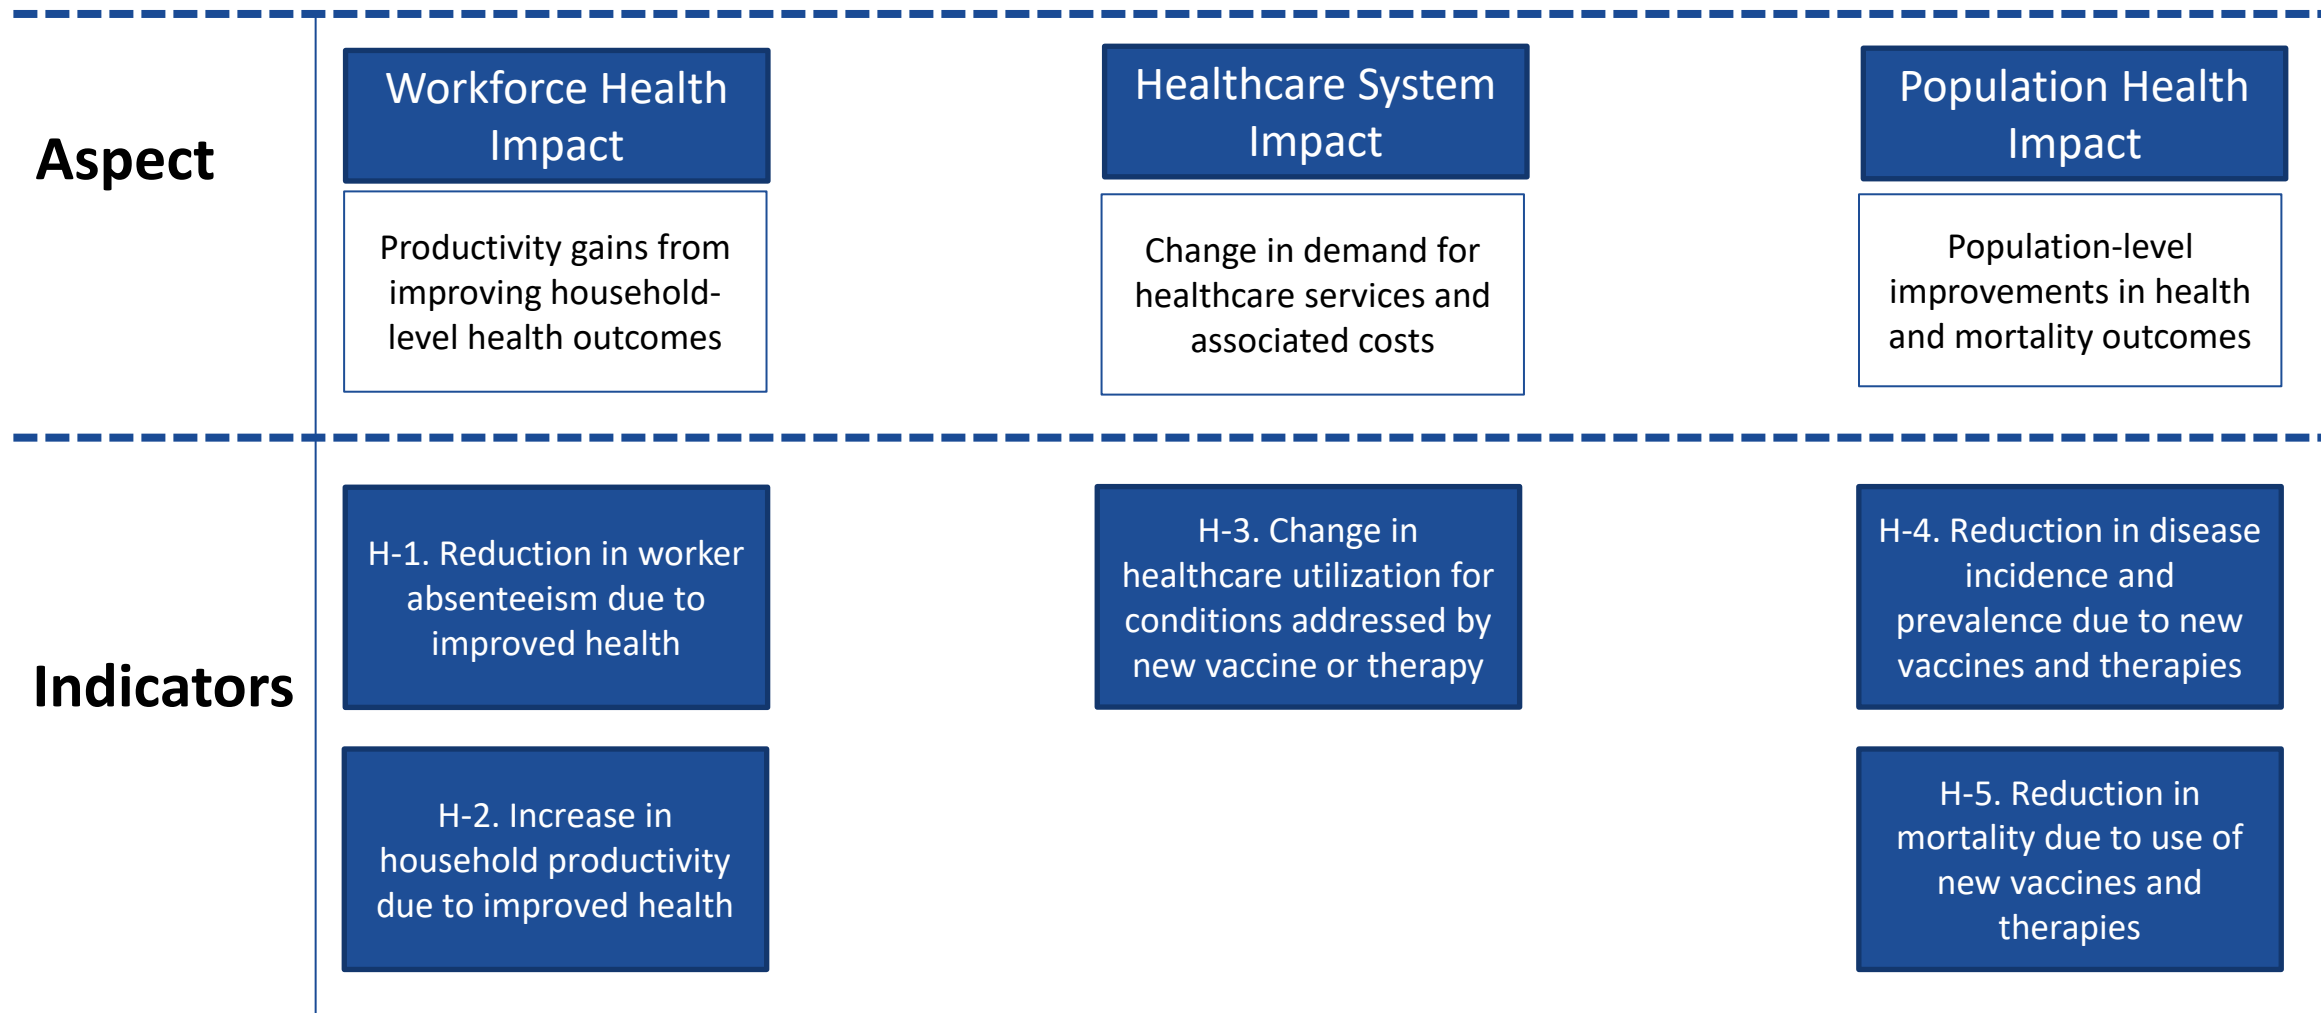 Aspect
Workforce Health
Impact
Productivity gains from
improving household-
level health outcomes
Healthcare System
Impact
Change in demand for
healthcare services and
associated costs
Population Health
Impact
Population-level
improvements in health
and mortality outcomes
Indicators
H-1. Reduction in worker
absenteeism due to
improved health
H-2. Increase in
household productivity
due to improved health
H-3. Change in
healthcare utilization for
conditions addressed by
new vaccine or therapy
H-4. Reduction in disease
incidence and
prevalence due to new
vaccines and therapies
H-5. Reduction in
mortality due to use of
new vaccines and
therapies